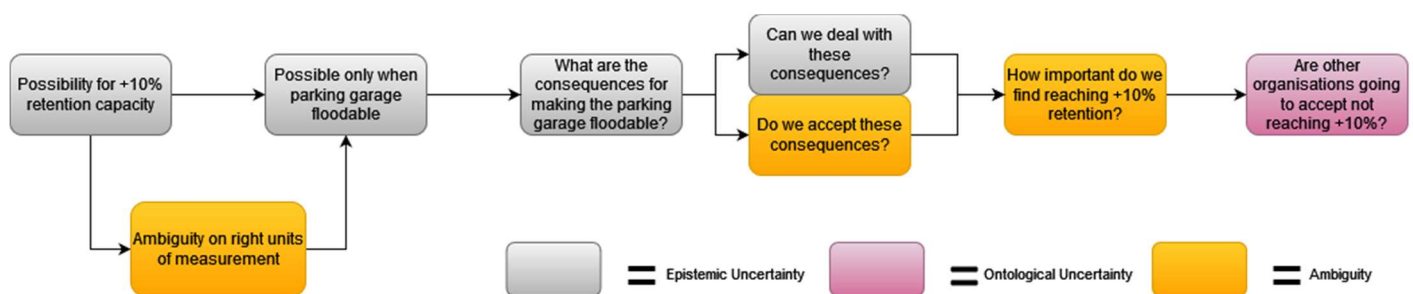 Possibility for +10%
retention capacity
Possible only when
parking garage
floodable
What are the
consequences for
making the parking
garage floodable?
Can we deal with
these
consequences?
Do we accept these
consequences?
How important do we
find reaching +10%
retention?
Are other
organisations going
to accept not
reaching +10%?
Ambiguity on right units
of measurement
= Epistemic Uncertainty
= Ontological Uncertainty
= Ambiguity